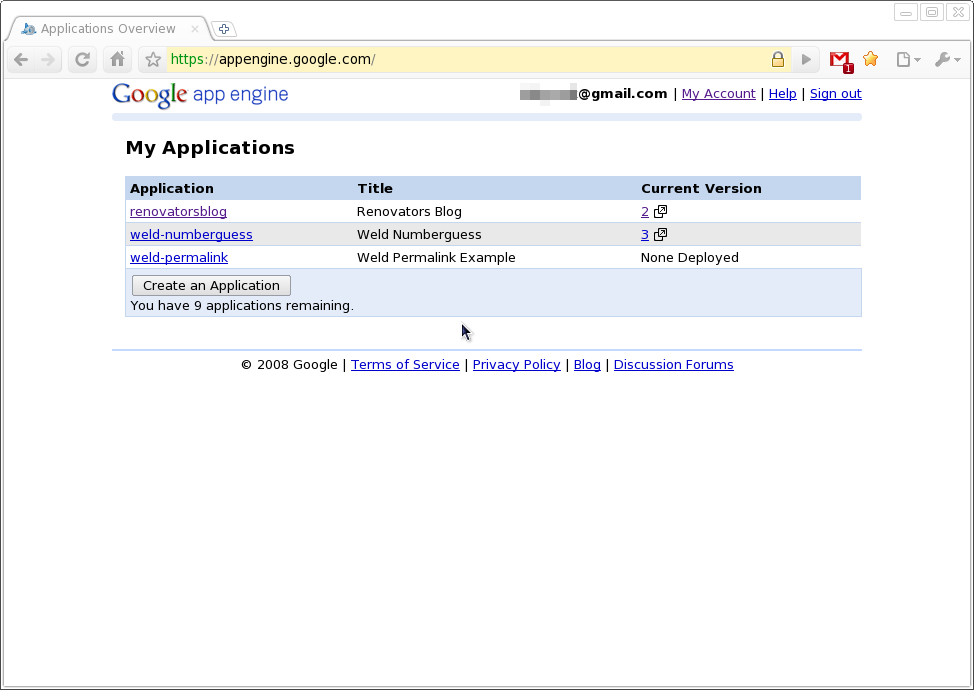 Applications Overview
https://appengine.google.com/
1
Google app engine
@gmail.com | My Account | Help | Sign out
My Applications
Application Title Current Version
renovatorsblog Renovators Blog 2
weld-numberguess Weld Numberguess 3
weld-permalink Weld Permalink Example None Deployed
Create an Application
You have 9 applications remaining.
© 2008 Google | Terms of Service | Privacy Policy | Blog | Discussion Forums